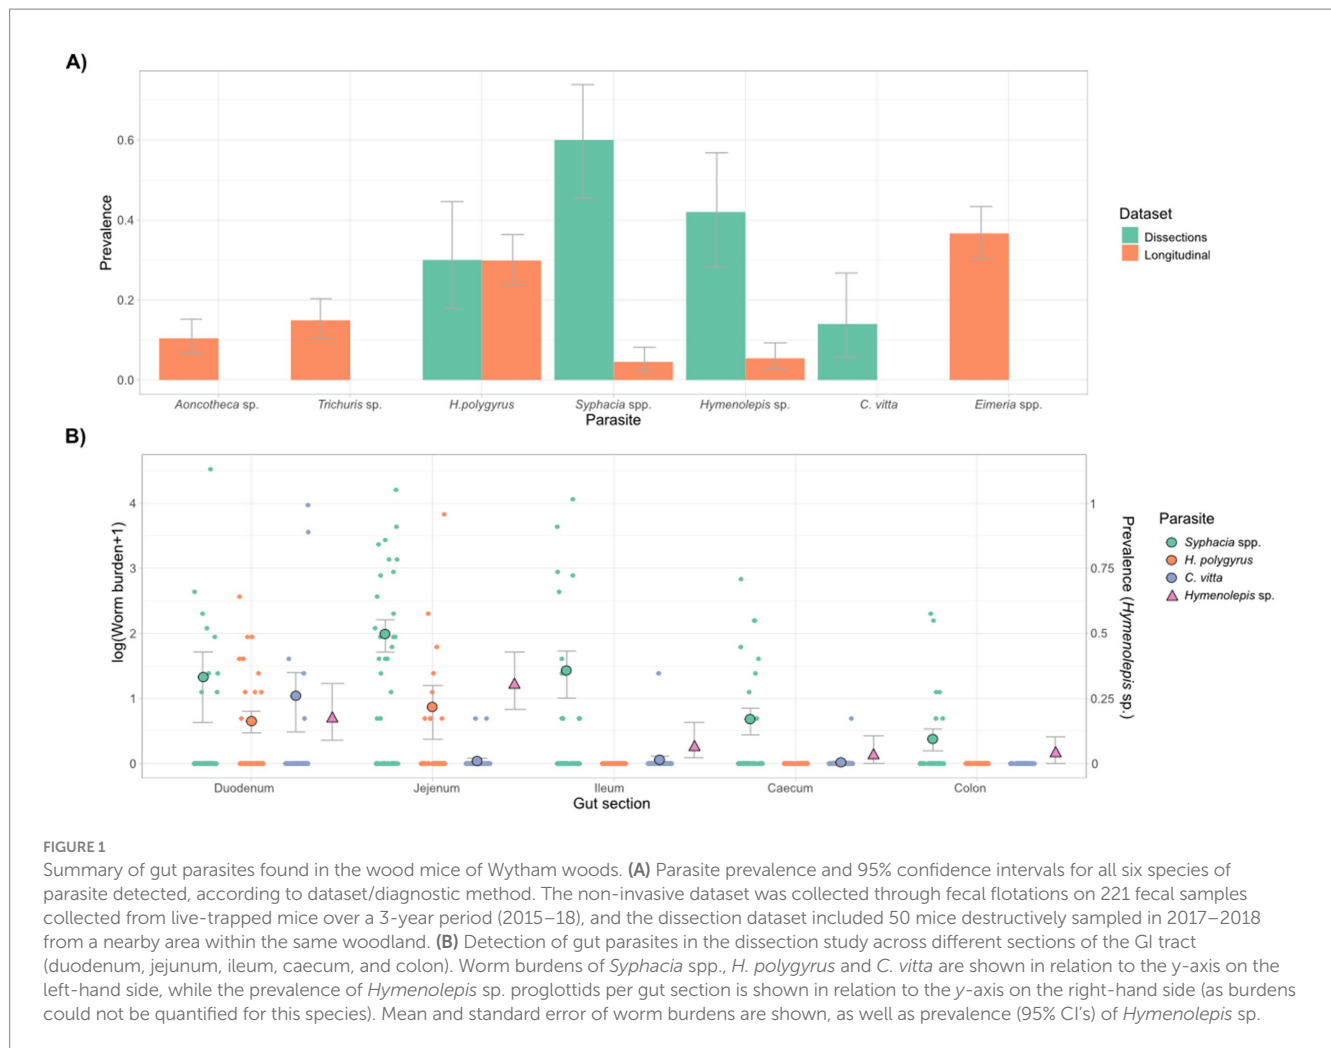 A)
0.6
0.4
0.2
0.0
Prevalence
Aoncotheca sp. Trichuris sp. H.polygyrus Syphacia spp. Hymenolepis sp. C. vitta Eimeria spp.
Parasite
Dataset
Dissections
Longitudinal
B)
4
3
2
1
0
log(Worm burden+1)
1
0.75
0.5
0.25
0
Prevalence (Hymenolepis sp.)
Duodenum Jejenum Ileum Caecum Colon
Gut section
Parasite
Syphacia spp.
H. polygyrus
C. vitta
Hymenolepis sp.
FIGURE 1
Summary of gut parasites found in the wood mice of Wytham woods. (A) Parasite prevalence and 95% confidence intervals for all six species of
parasite detected, according to dataset/diagnostic method. The non-invasive dataset was collected through fecal flotations on 221 fecal samples
collected from live-trapped mice over a 3-year period (2015–18), and the dissection dataset included 50 mice destructively sampled in 2017–2018
from a nearby area within the same woodland. (B) Detection of gut parasites in the dissection study across different sections of the GI tract
(duodenum, jejunum, ileum, caecum, and colon). Worm burdens of Syphacia spp., H. polygyrus and C. vitta are shown in relation to the y-axis on the
left-hand side, while the prevalence of Hymenolepis sp. proglottids per gut section is shown in relation to the y-axis on the right-hand side (as burdens
could not be quantified for this species). Mean and standard error of worm burdens are shown, as well as prevalence (95% CI's) of Hymenolepis sp.